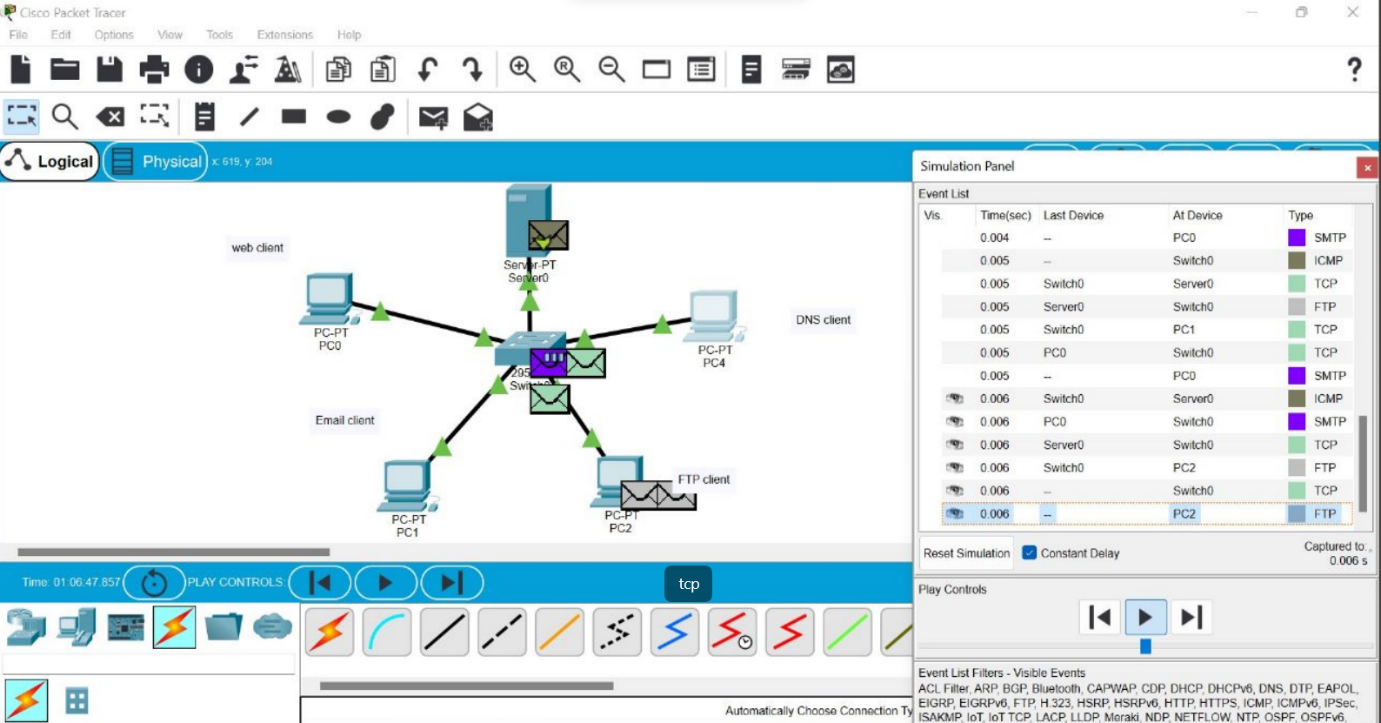 Cisco Packet Tracer
File Edit Options View Tools Extensions Help
Logical Physical x: 619, y: 204
Simulation Panel
Event List
Vis. Time(sec) Last Device At Device Type
0.004 -- PC0 SMTP
0.005 -- Switch0 ICMP
0.005 Switch0 Server0 TCP
0.005 Server0 Switch0 FTP
0.005 Switch0 PC1 TCP
0.005 PC0 Switch0 TCP
0.005 -- PC0 SMTP
0.006 Switch0 Server0 ICMP
0.006 PC0 Switch0 SMTP
0.006 Server0 Switch0 TCP
0.006 Switch0 PC2 FTP
0.006 -- Switch0 TCP
0.006 -- PC2 FTP
Reset Simulation Constant Delay Captured to:
0.006 s
Play Controls
Event List Filters - Visible Events
ACL Filter, ARP, BGP, Bluetooth, CAPWAP, CDP, DHCP, DHCPv6, DNS, DTP, EAPOL,
EIGRP, EIGRPv6, FTP, H.323, HSRP, HSRPv6, HTTP, HTTPS, ICMP, ICMPv6, IPSec,
ISAKMP, IoT, IoT TCP, LACP, LLDP, Meraki, NDP, NETFLOW, NTP, OSPF, OSPFv6,
web client
Server-PT
Server0
PC-PT
PC0
DNS client
PC-PT
PC4
295
Email client
FTP client
PC-PT
PC1
PC-PT
PC2
Time: 01:06:47.857 PLAY CONTROLS:
tcp
Automatically Choose Connection Ty